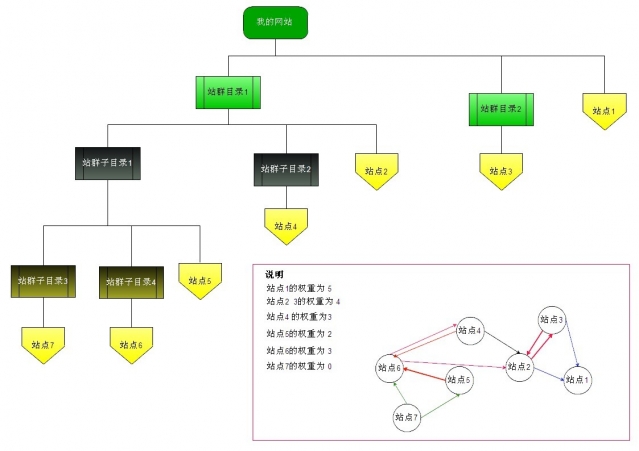 我的网站
站群目录1
站群目录2
站点1
站群子目录1
站群子目录2
站点2
站点3
站点4
站群子目录3
站群子目录4
站点5
站点7
站点6
说明
站点1的权重为 5
站点2 3的权重为 4
站点4 的权重为3
站点5的权重为 2
站点6的权重为 3
站点7的权重为 0
站点3
站点4
站点2
站点6
站点5
站点1
站点7